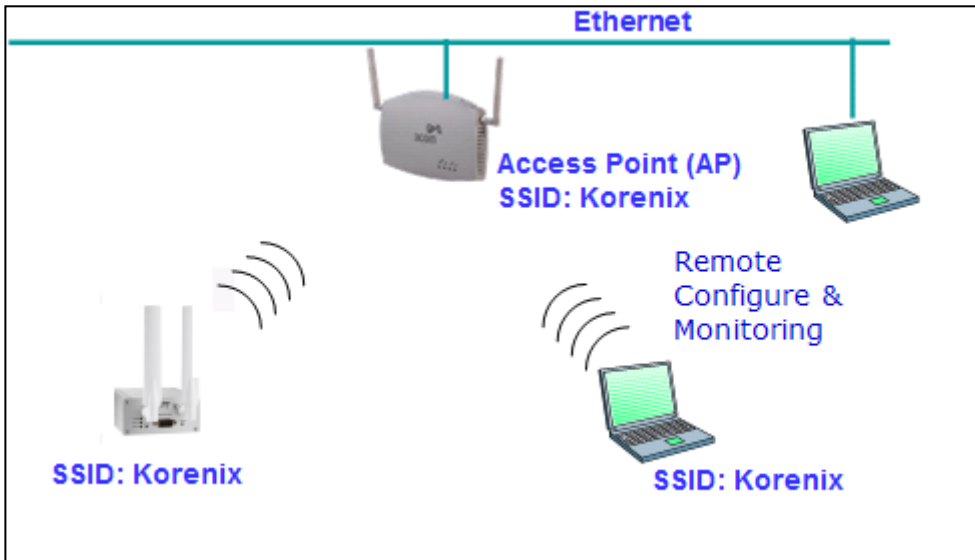 Ethernet
Access Point (AP)
SSID: Korenix
Remote
Configure &
Monitoring
SSID: Korenix
SSID: Korenix